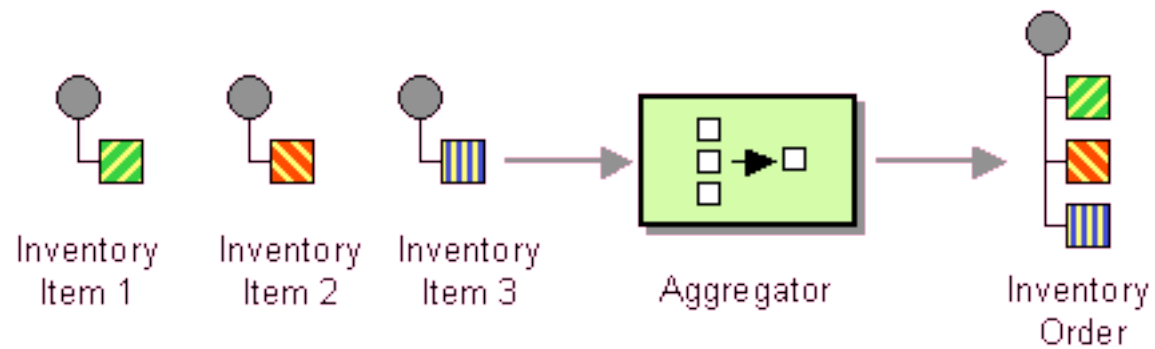 Inventory
Item 1
Inventory
Item 2
Inventory
Item 3
Aggregator
Inventory
Order